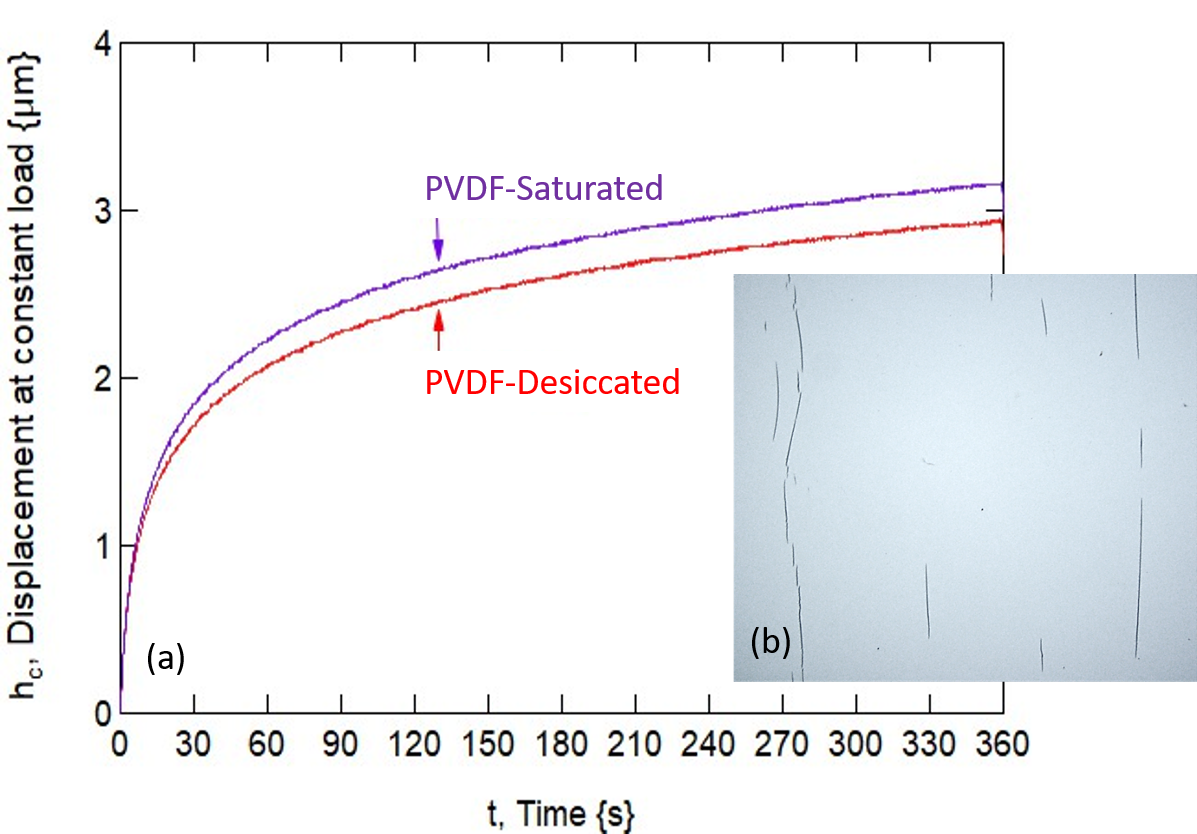 4
3
2
1
0
h_c, Displacement at constant load {µm}
PVDF-Saturated
PVDF-Desiccated
(a)
(b)
0 30 60 90 120 150 180 210 240 270 300 330 360
t, Time {s}